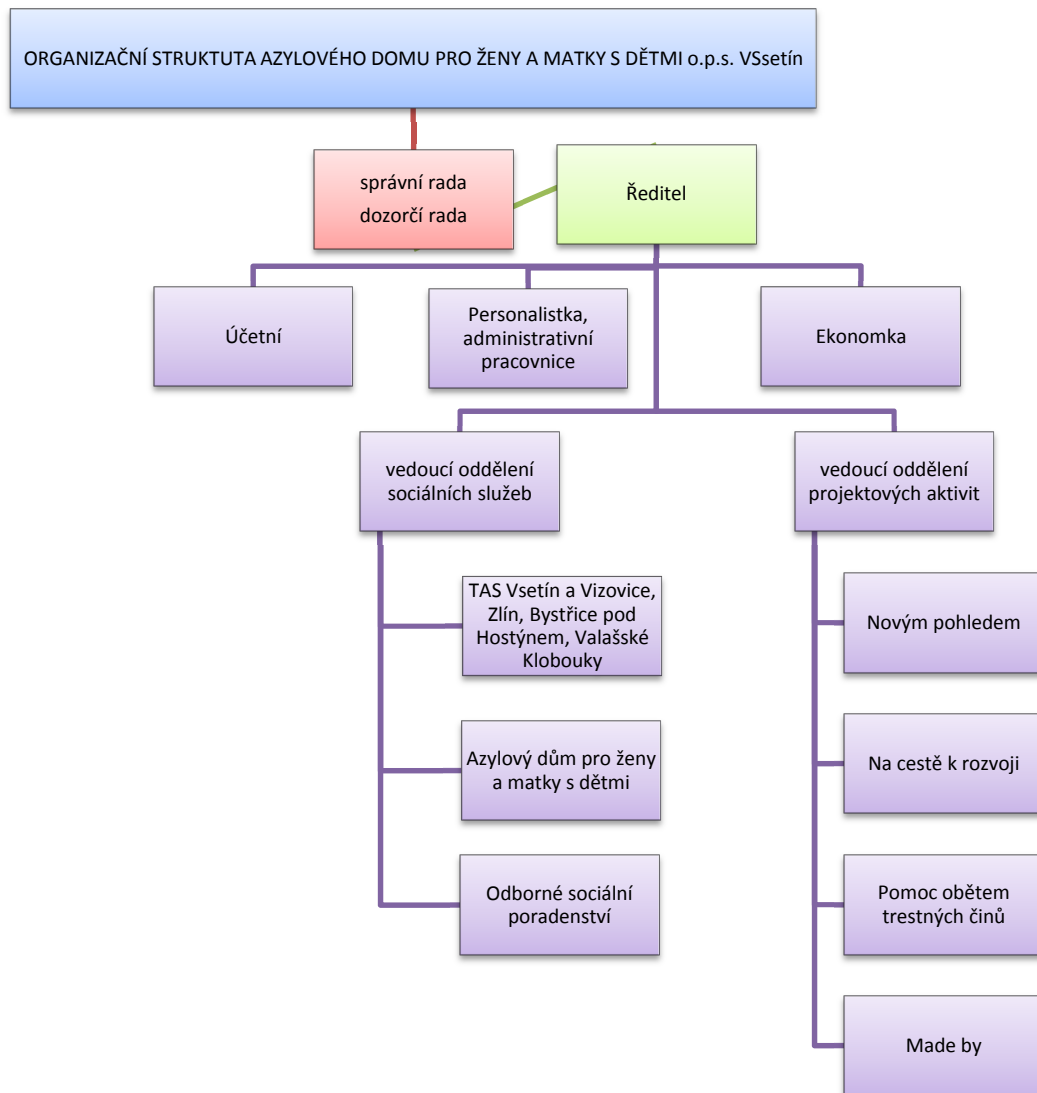 ORGANIZAČNÍ STRUKTUTA AZYLOVÉHO DOMU PRO ŽENY A MATKY S DĚTMI o.p.s. VSsetín
správní rada
dozorčí rada
Ředitel
Účetní
Personalistka,
administrativní
pracovnice
Ekonomka
vedoucí oddělení
sociálních služeb
vedoucí oddělení
projektových aktivit
TAS Vsetín a Vizovice,
Zlín, Bystřice pod
Hostýnem, Valašské
Klobouky
Novým pohledem
Azylový dům pro ženy
a matky s dětmi
Na cestě k rozvoji
Odborné sociální
poradenství
Pomoc obětem
trestných činů
Made by